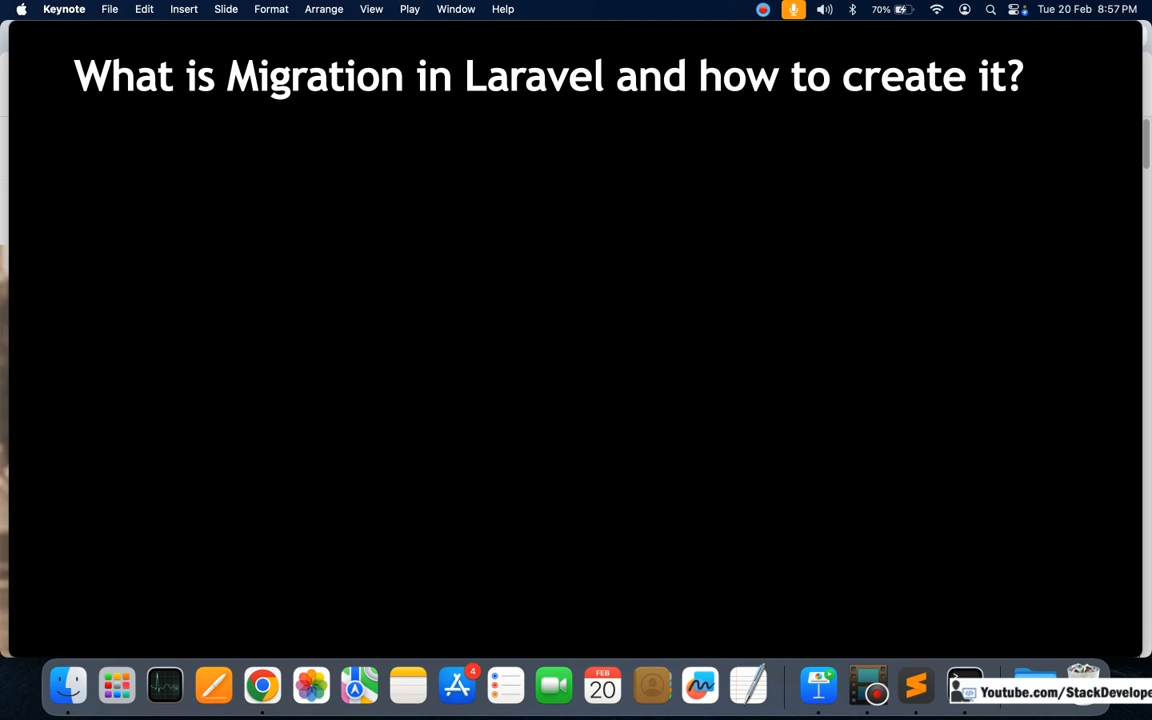 Keynote File Edit Insert Slide Format Arrange View Play Window Help 70% Tue 20 Feb 8:57 PM
What is Migration in Laravel and how to create it?
4
FEB
20
Youtube.com/StackDevelope